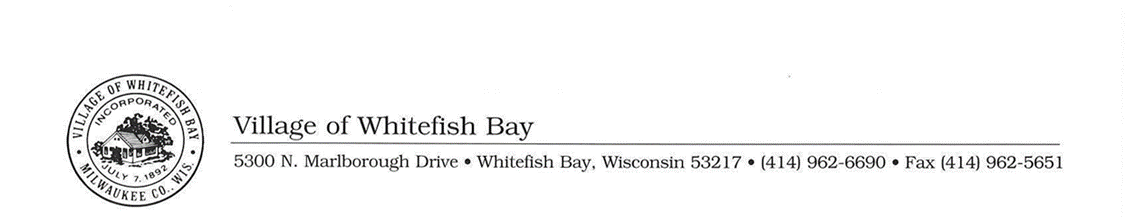 VILLAGE OF WHITEFISH BAY
INCORPORATED
JULY 7, 1892
• MILWAUKEE CO., WIS. •
Village of Whitefish Bay
5300 N. Marlborough Drive • Whitefish Bay, Wisconsin 53217 • (414) 962-6690 • Fax (414) 962-5651